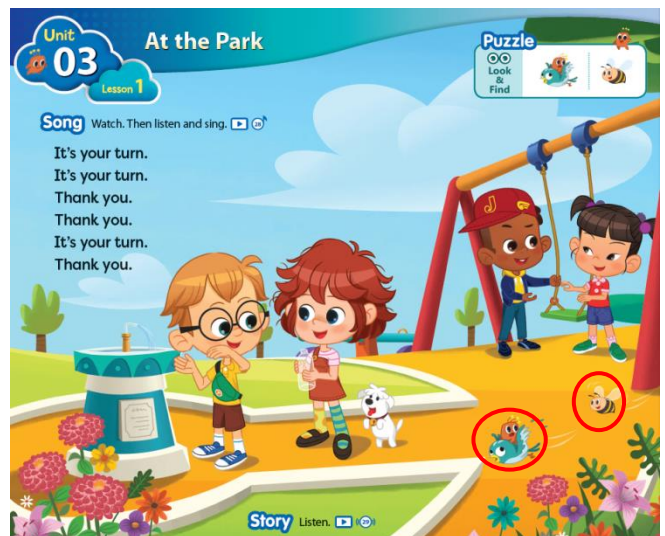 Unit
03
Lesson 1
At the Park
Puzzle
Look
&
Find
Song Watch. Then listen and sing. 28
It's your turn.
It's your turn.
Thank you.
Thank you.
It's your turn.
Thank you.
J
Story Listen. 29